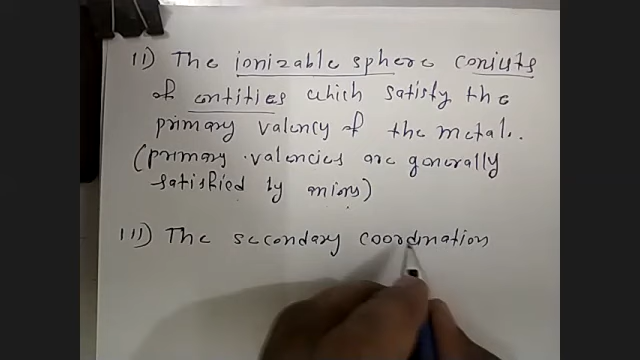 II) The ionizable sphere consists
of entities which satisfy the
primary valency of the metal..
(primary valencies are generally
satisfied by anions)
III) The secondary coordination